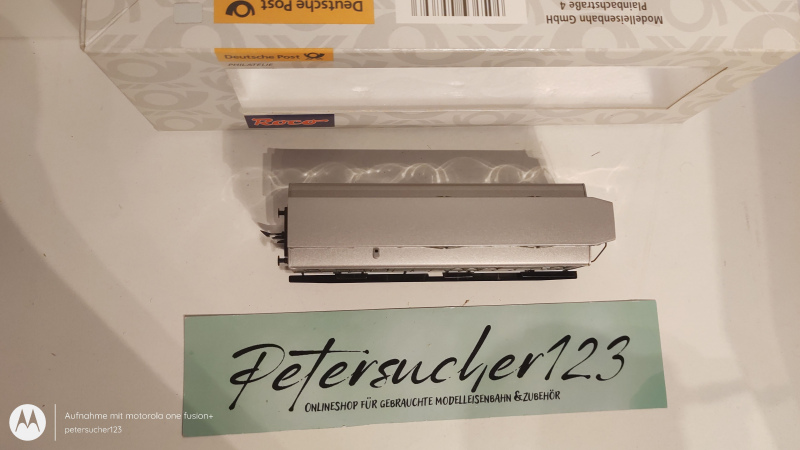 Deutsche Post
Modelleisenbahn GmbH
Plainbachstraße 4
Deutsche Post
PHILATELIE
Roco
Petersucher123
ONLINESHOP FÜR GEBRAUCHTE MODELLEISENBAHN & ZUBEHÖR
Aufnahme mit motorola one fusion+
petersucher123